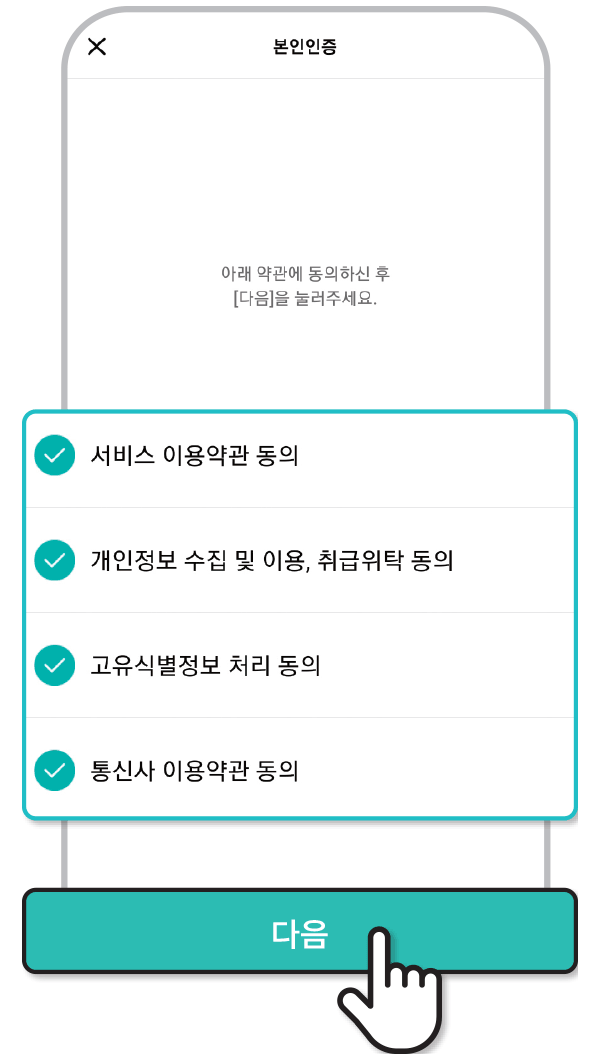 본인인증
아래 약관에 동의하신 후
[다음]을 눌러주세요.
서비스 이용약관 동의
개인정보 수집 및 이용, 취급위탁 동의
고유식별정보 처리 동의
통신사 이용약관 동의
다음